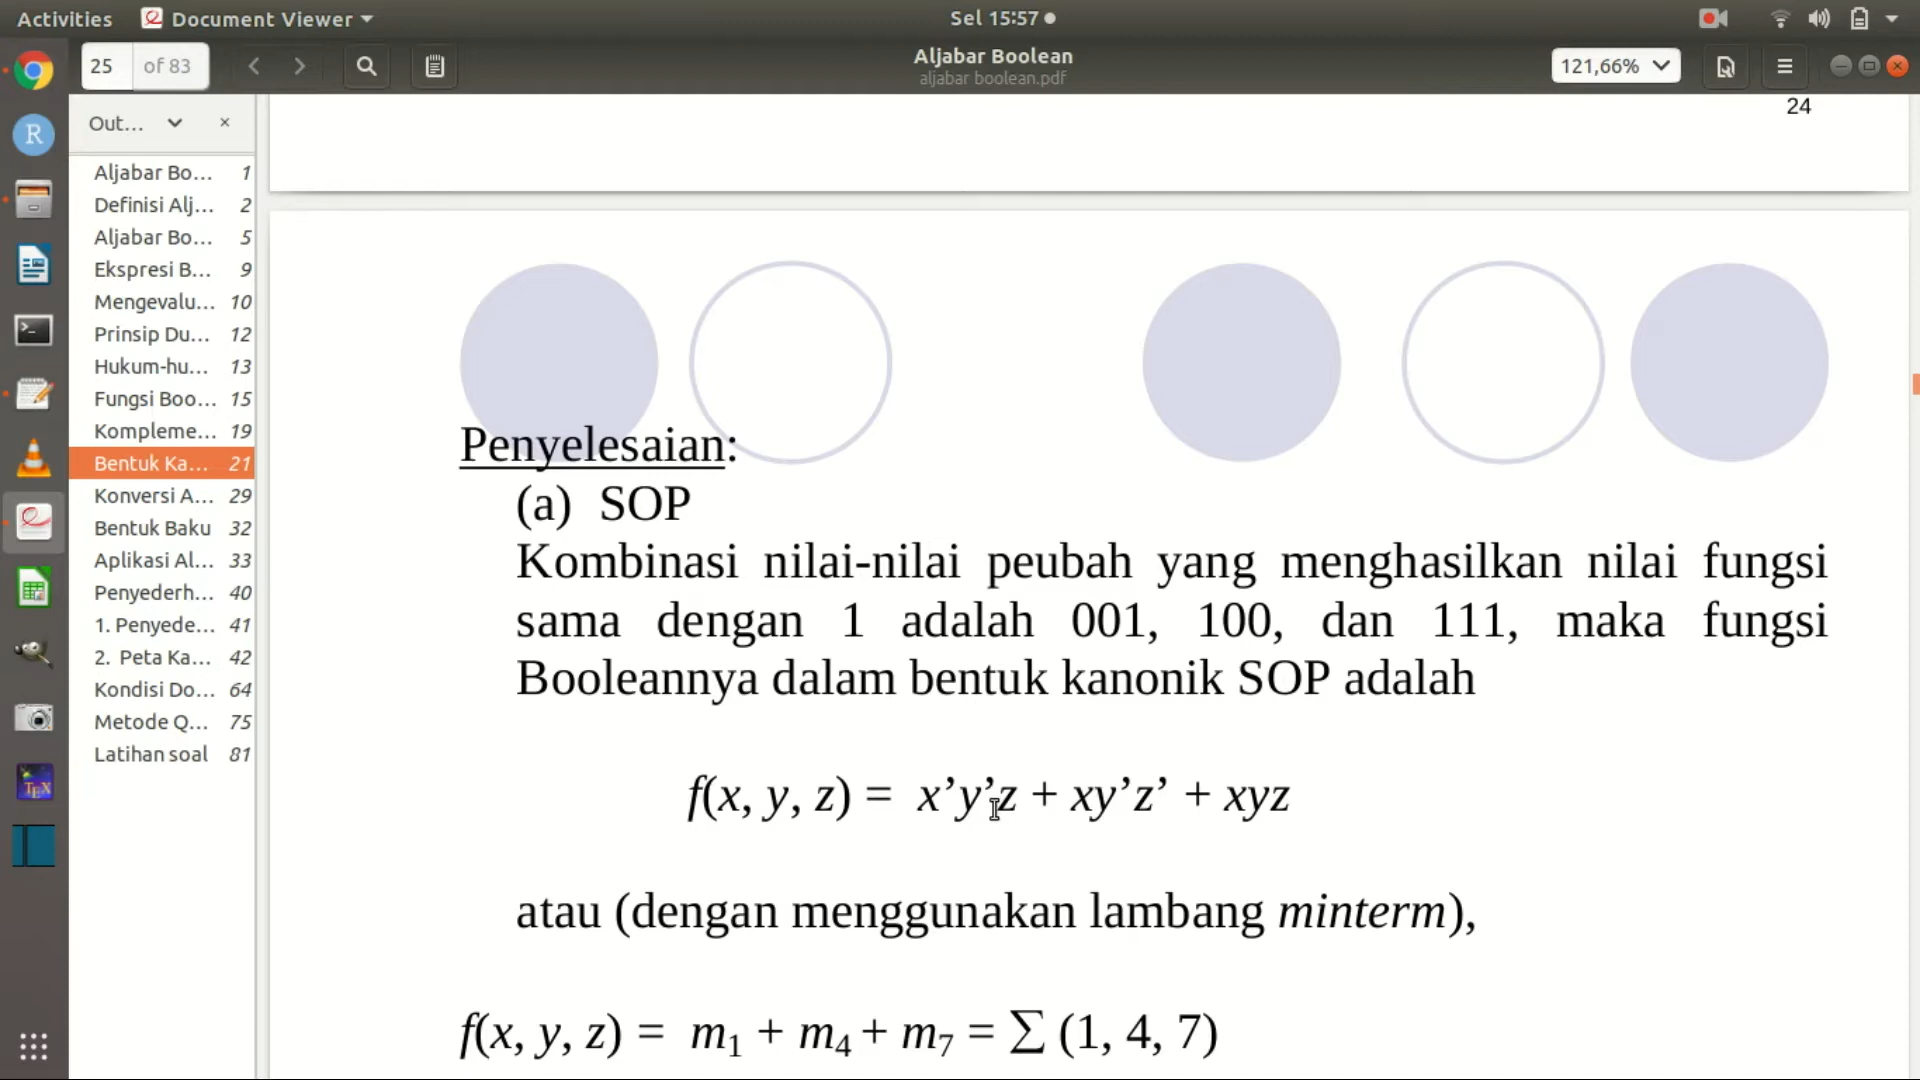 Activities Document Viewer Sel 15:57
25 of 83 Aljabar Boolean 121,66%
aljabar boolean.pdf
Out...
Aljabar Bo... 1
Definisi Alj... 2
Aljabar Bo... 5
Ekspresi B... 9
Mengevalu... 10
Prinsip Du... 12
Hukum-hu... 13
Fungsi Boo... 15
Kompleme... 19
Bentuk Ka... 21
Konversi A... 29
Bentuk Baku 32
Aplikasi Al... 33
Penyederh... 40
1. Penyede... 41
2. Peta Ka... 42
Kondisi Do... 64
Metode Q... 75
Latihan soal 81
24
Penyelesaian:
(a) SOP
Kombinasi nilai-nilai peubah yang menghasilkan nilai fungsi
sama dengan 1 adalah 001, 100, dan 111, maka fungsi
Booleannya dalam bentuk kanonik SOP adalah
f(x, y, z) = x’y’z + xy’z’ + xyz
atau (dengan menggunakan lambang minterm),
f(x, y, z) = m₁ + m₄ + m₇ = ∑ (1, 4, 7)
R
TEX